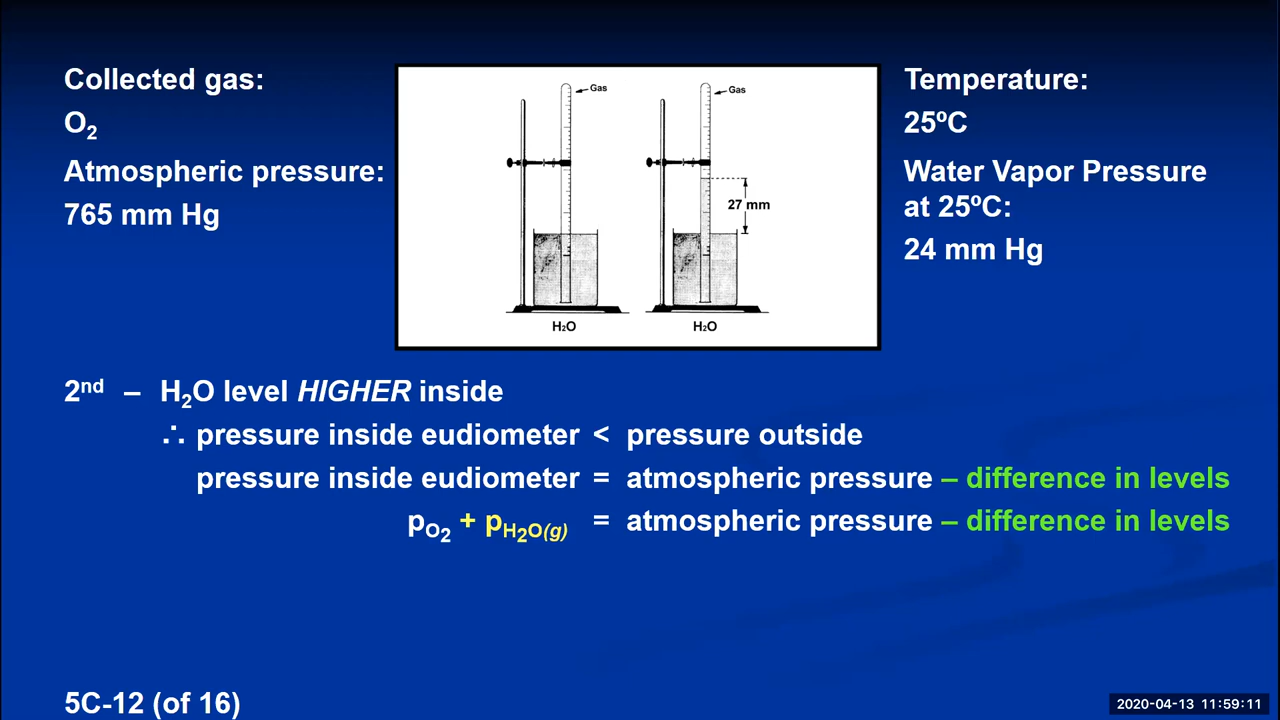 Collected gas:
O₂
Atmospheric pressure:
765 mm Hg
Gas
Gas
27 mm
H₂O
H₂O
Temperature:
25ºC
Water Vapor Pressure
at 25ºC:
24 mm Hg
2ⁿᵈ – H₂O level HIGHER inside
∴ pressure inside eudiometer < pressure outside
pressure inside eudiometer = atmospheric pressure – difference in levels
pO₂ + pH₂O(g) = atmospheric pressure – difference in levels
5C-12 (of 16)
2020-04-13 11:59:11